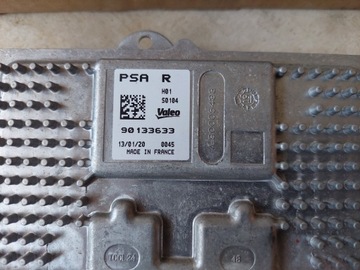 PSA R
H01
S0104
Valeo
90133633
13/01/20 0045
MADE IN FRANCE